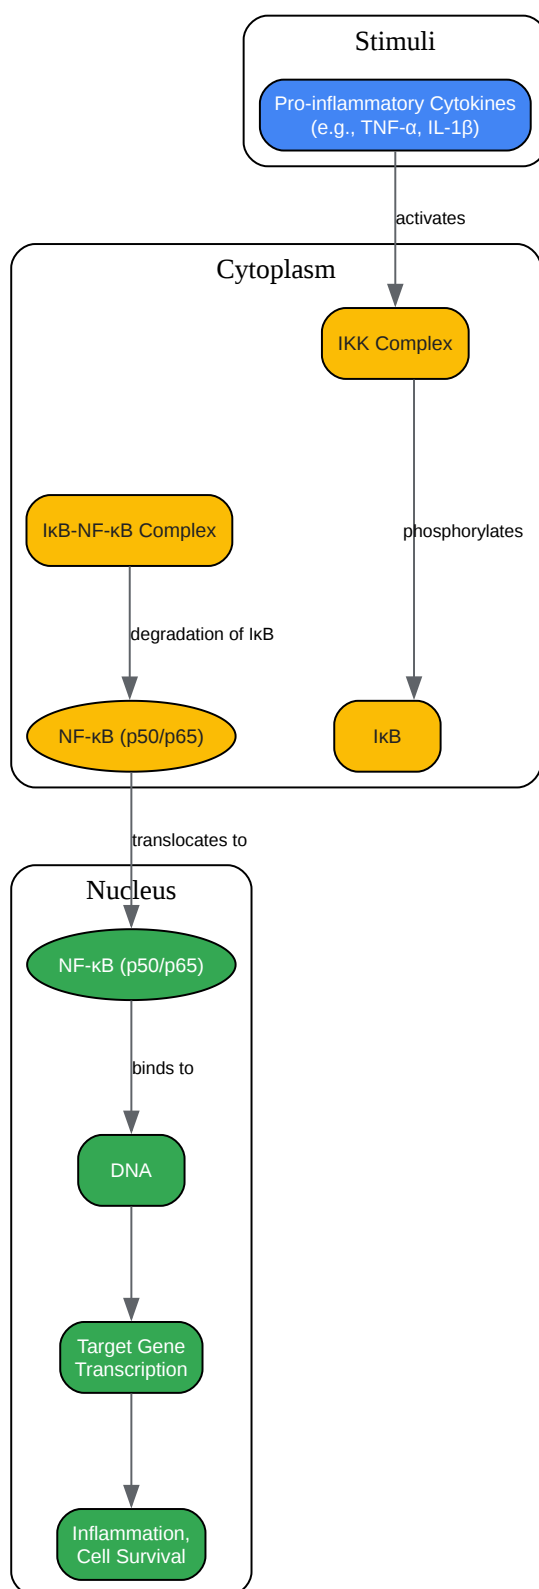 Stimuli
Pro-inflammatory Cytokines
(e.g., TNF-α, IL-1β)
activates
Cytoplasm
IKK Complex
IκB-NF-κB Complex
phosphorylates
degradation of IκB
NF-κB (p50/p65)
IκB
translocates to
Nucleus
NF-κB (p50/p65)
binds to
DNA
Target Gene
Transcription
Inflammation,
Cell Survival